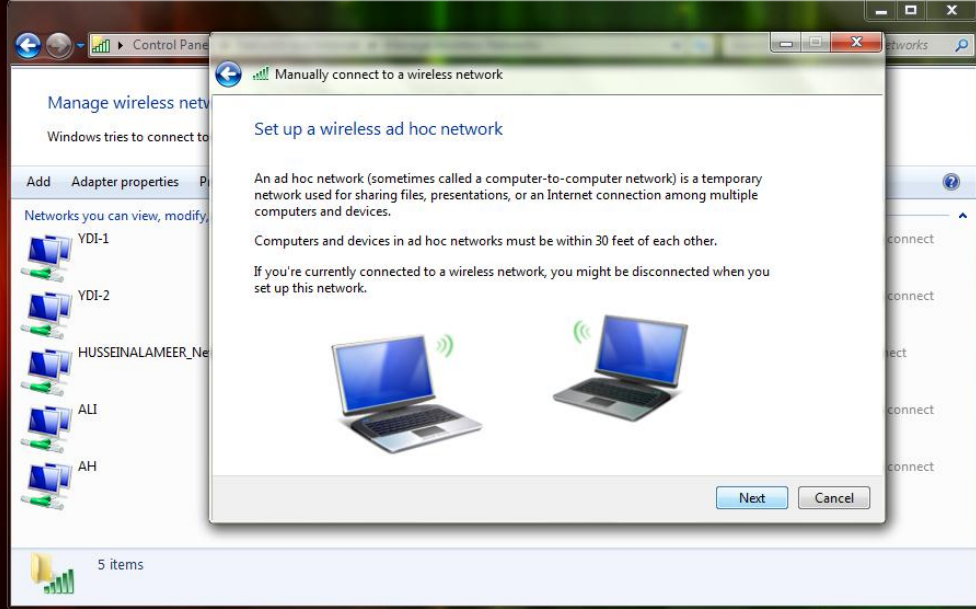 Control Pane
etworks
Manually connect to a wireless network
Manage wireless netw
Windows tries to connect to
Set up a wireless ad hoc network
An ad hoc network (sometimes called a computer-to-computer network) is a temporary
network used for sharing files, presentations, or an Internet connection among multiple
computers and devices.
Computers and devices in ad hoc networks must be within 30 feet of each other.
If you're currently connected to a wireless network, you might be disconnected when you
set up this network.
Add Adapter properties P
Networks you can view, modify,
YDI-1 connect
YDI-2 connect
HUSSEINALAMEER_Ne nect
ALI connect
AH connect
Next Cancel
5 items